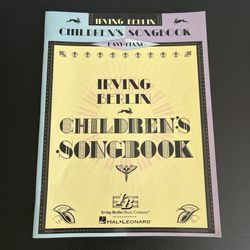 IRVING BERLIN
CHILDREN'S SONGBOOK
EASY PIANO
IRVING
BERLIN
CHILDREN'S
SONGBOOK
Irving Berlin Music Company
HAL•LEONARD